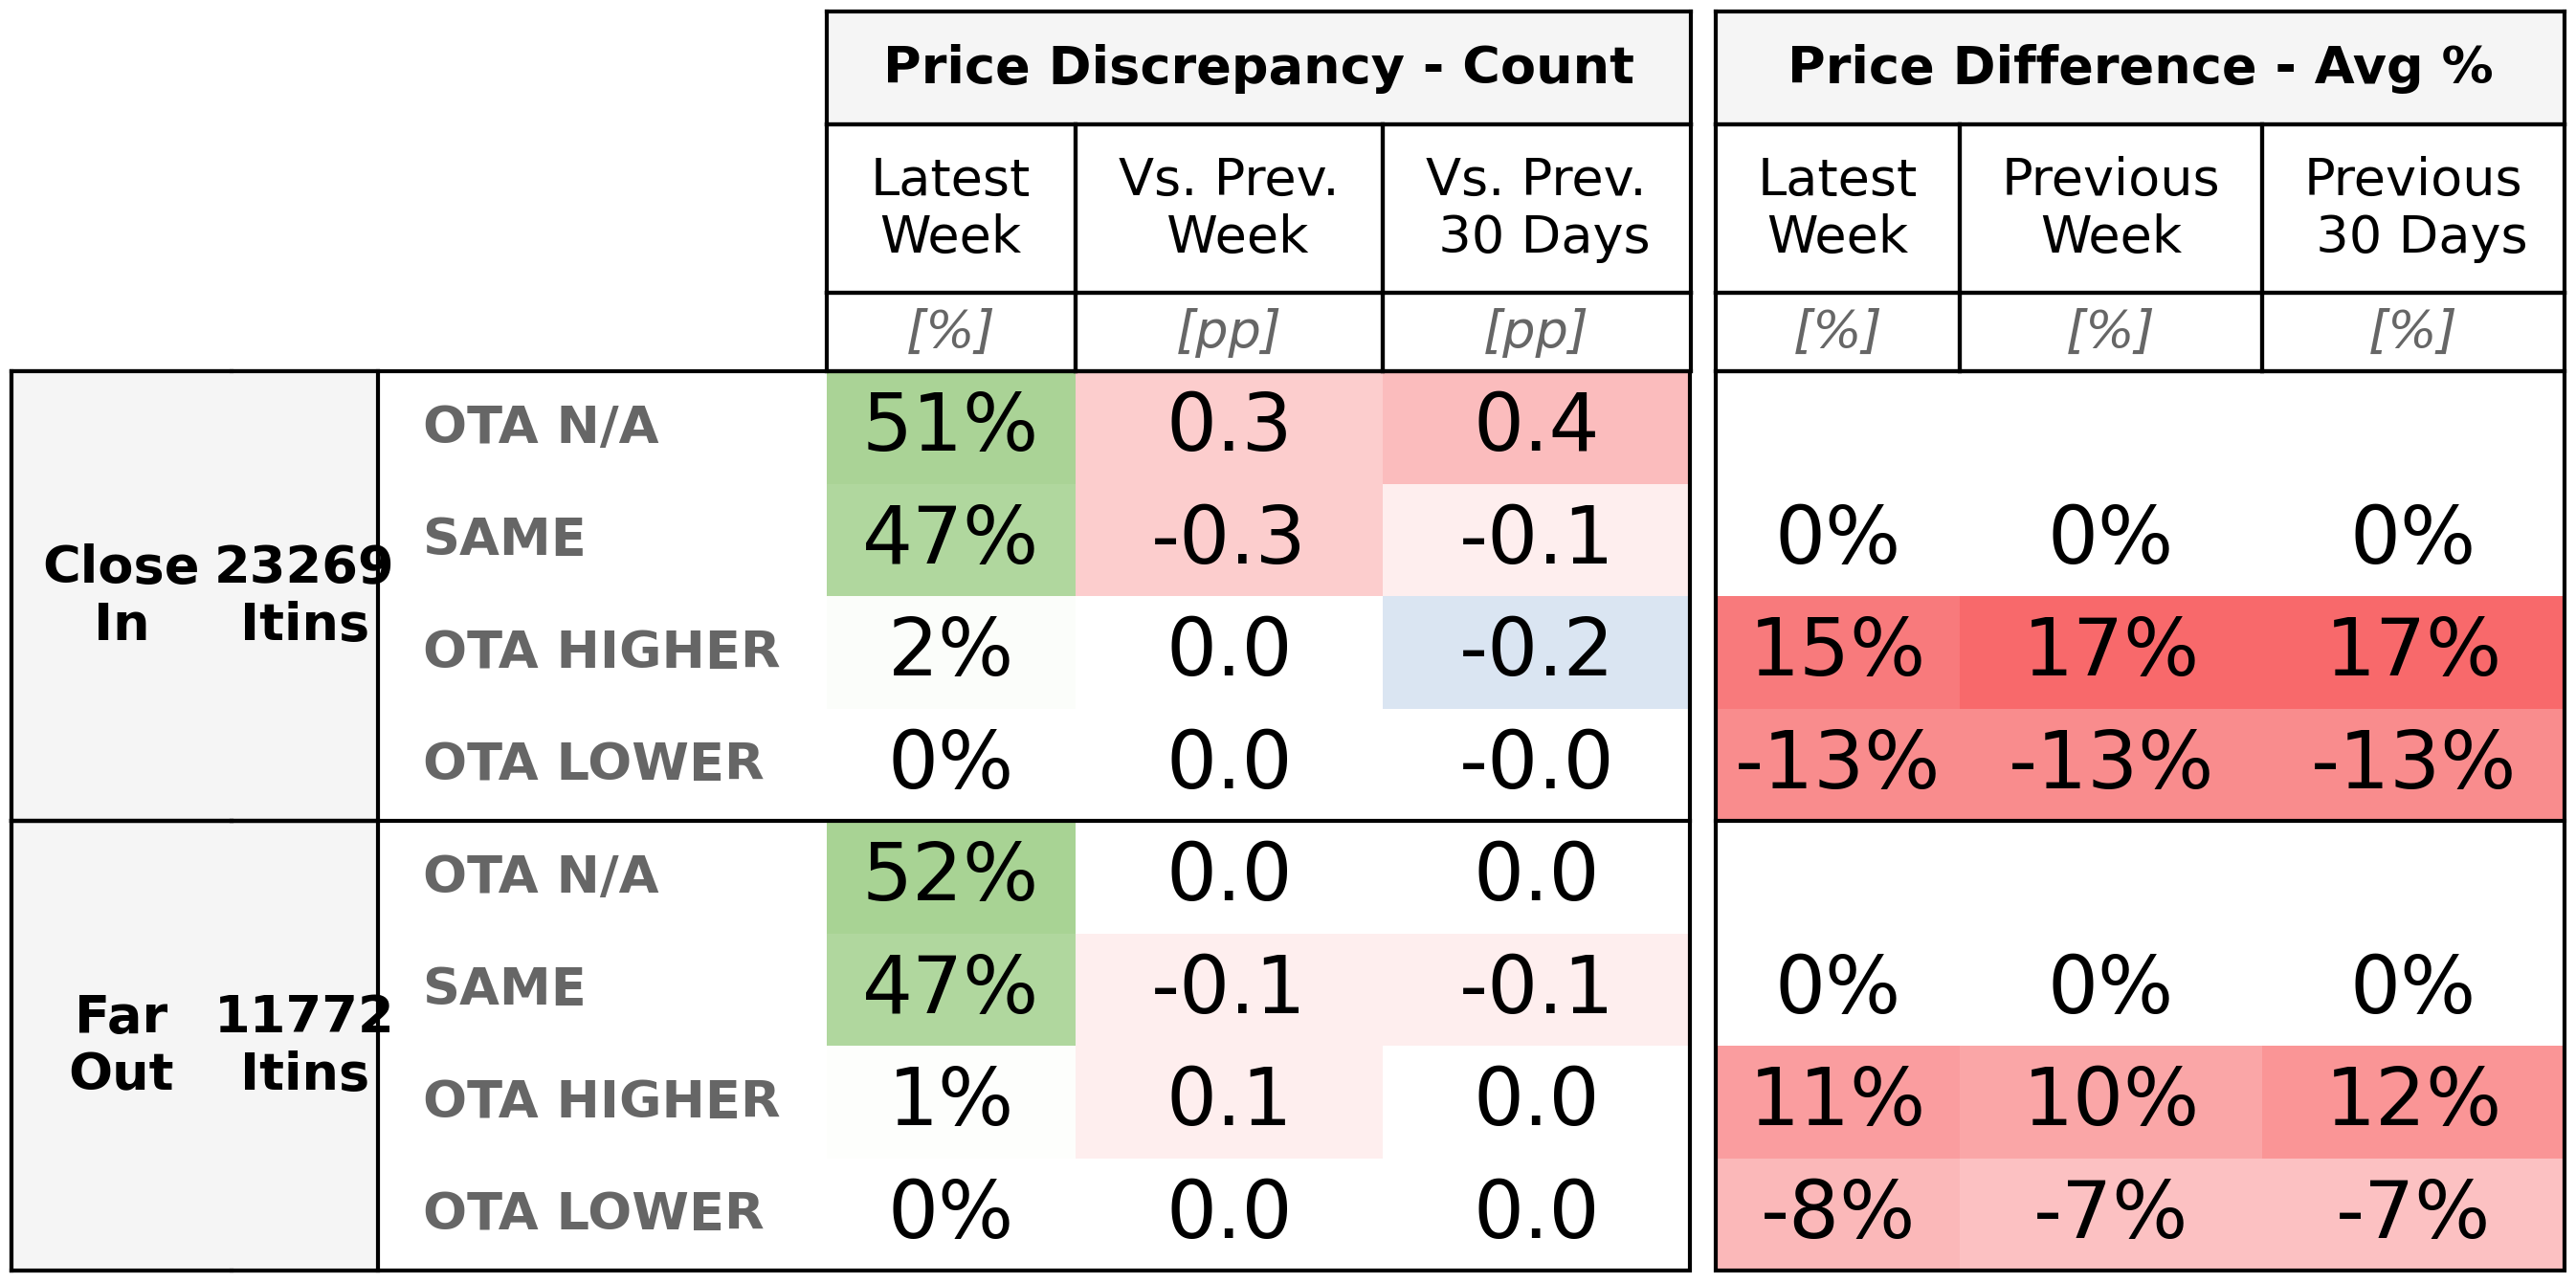 Price Discrepancy - Count Price Difference - Avg %
Latest Week Vs. Prev. Week Vs. Prev. 30 Days Latest Week Previous Week Previous 30 Days
[%] [pp] [pp] [%] [%] [%]
Close In 23269 Itins
OTA N/A 51% 0.3 0.4
SAME 47% -0.3 -0.1 0% 0% 0%
OTA HIGHER 2% 0.0 -0.2 15% 17% 17%
OTA LOWER 0% 0.0 -0.0 -13% -13% -13%
Far Out 11772 Itins
OTA N/A 52% 0.0 0.0
SAME 47% -0.1 -0.1 0% 0% 0%
OTA HIGHER 1% 0.1 0.0 11% 10% 12%
OTA LOWER 0% 0.0 0.0 -8% -7% -7%